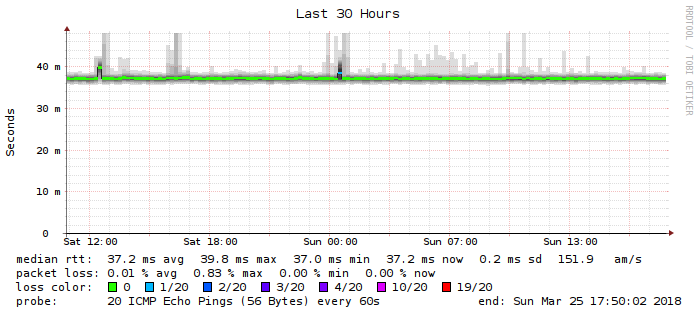 Last 30 Hours
RRDTOOL / TOBI OETIKER
Seconds
40 m
30 m
20 m
10 m
0
Sat 12:00 Sat 18:00 Sun 00:00 Sun 07:00 Sun 13:00
median rtt: 37.2 ms avg 39.8 ms max 37.0 ms min 37.2 ms now 0.2 ms sd 151.9 am/s
packet loss: 0.01 % avg 0.83 % max 0.00 % min 0.00 % now
loss color: 0 1/20 2/20 3/20 4/20 10/20 19/20
probe: 20 ICMP Echo Pings (56 Bytes) every 60s end: Sun Mar 25 17:50:02 2018